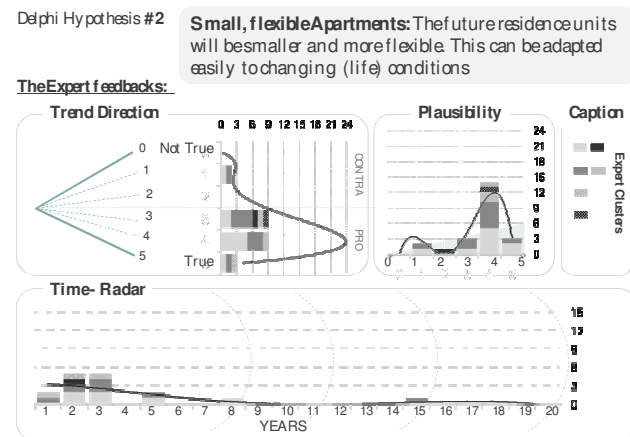 Delphi Hypothesis #2
Small, flexible Apartments: The future residence units
will be smaller and more flexible. This can be adapted
easily to changing (life) conditions
The Expert feedbacks:
Trend Direction
0 3 6 9 12 15 18 21 24
0 Not True
1
2
3
4
5 True
CONTRA
PRO
Plausibility
24
21
18
15
12
9
6
3
0
0 1 2 3 4 5
Caption
Expert Clusters
Time- Radar
15
12
9
6
3
0
1 2 3 4 5 6 7 8 9 10 11 12 13 14 15 16 17 18 19 20
YEARS